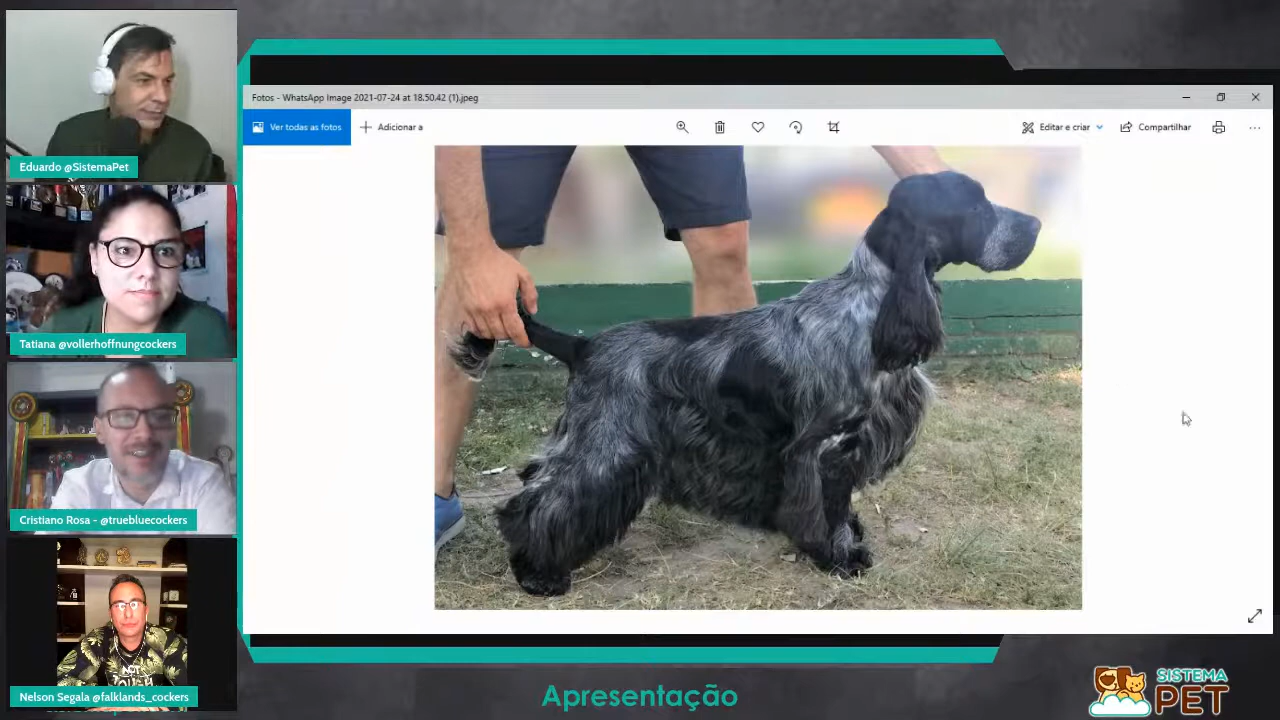 Eduardo @SistemaPet
Tatiana @vollerhoffnungcockers
Cristiano Rosa - @truebluecockers
Nelson Segala @falklands_cockers
Fotos - WhatsApp Image 2021-07-24 at 18.50.42 (1).jpeg
Ver todas as fotos
Adicionar a
Editar e criar
Compartilhar
Apresentação
SISTEMA
PET